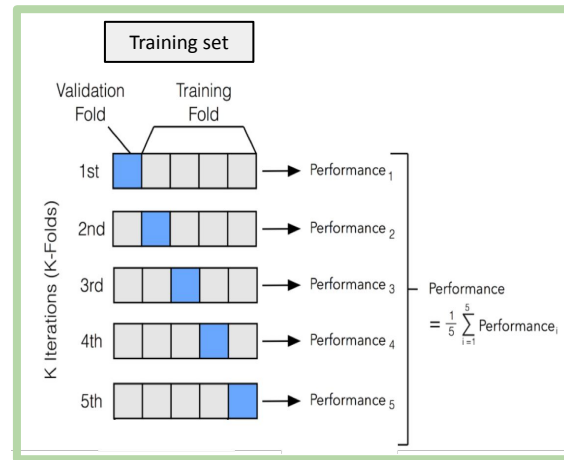 Training set
Validation Fold
Training Fold
K Iterations (K-Folds)
1st
Performance 1
2nd
Performance 2
3rd
Performance 3
4th
Performance 4
5th
Performance 5
Performance
= 1/5 5 ∑ i=1 Performance i